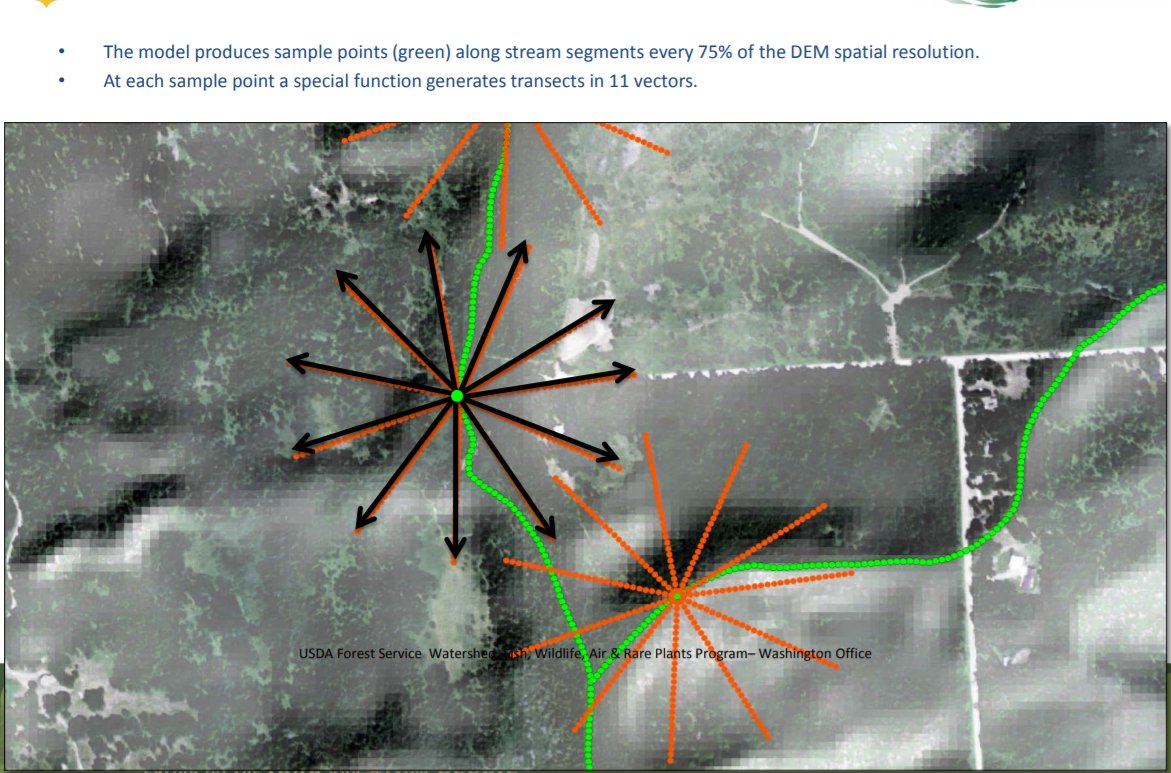 • The model produces sample points (green) along stream segments every 75% of the DEM spatial resolution.
• At each sample point a special function generates transects in 11 vectors.
USDA Forest Service Watershed, Fish, Wildlife, Air & Rare Plants Program– Washington Office